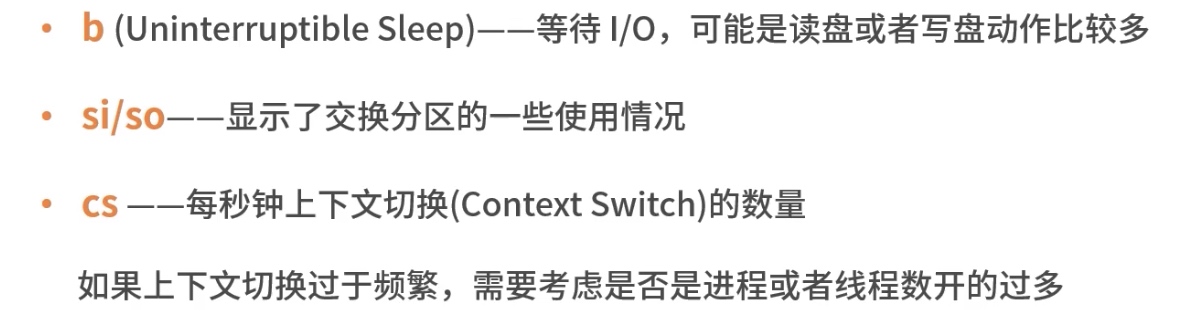 • b (Uninterruptible Sleep)——等待 I/O，可能是读盘或者写盘动作比较多
• si/so——显示了交换分区的一些使用情况
• cs ——每秒钟上下文切换(Context Switch)的数量
如果上下文切换过于频繁，需要考虑是否是进程或者线程数开的过多